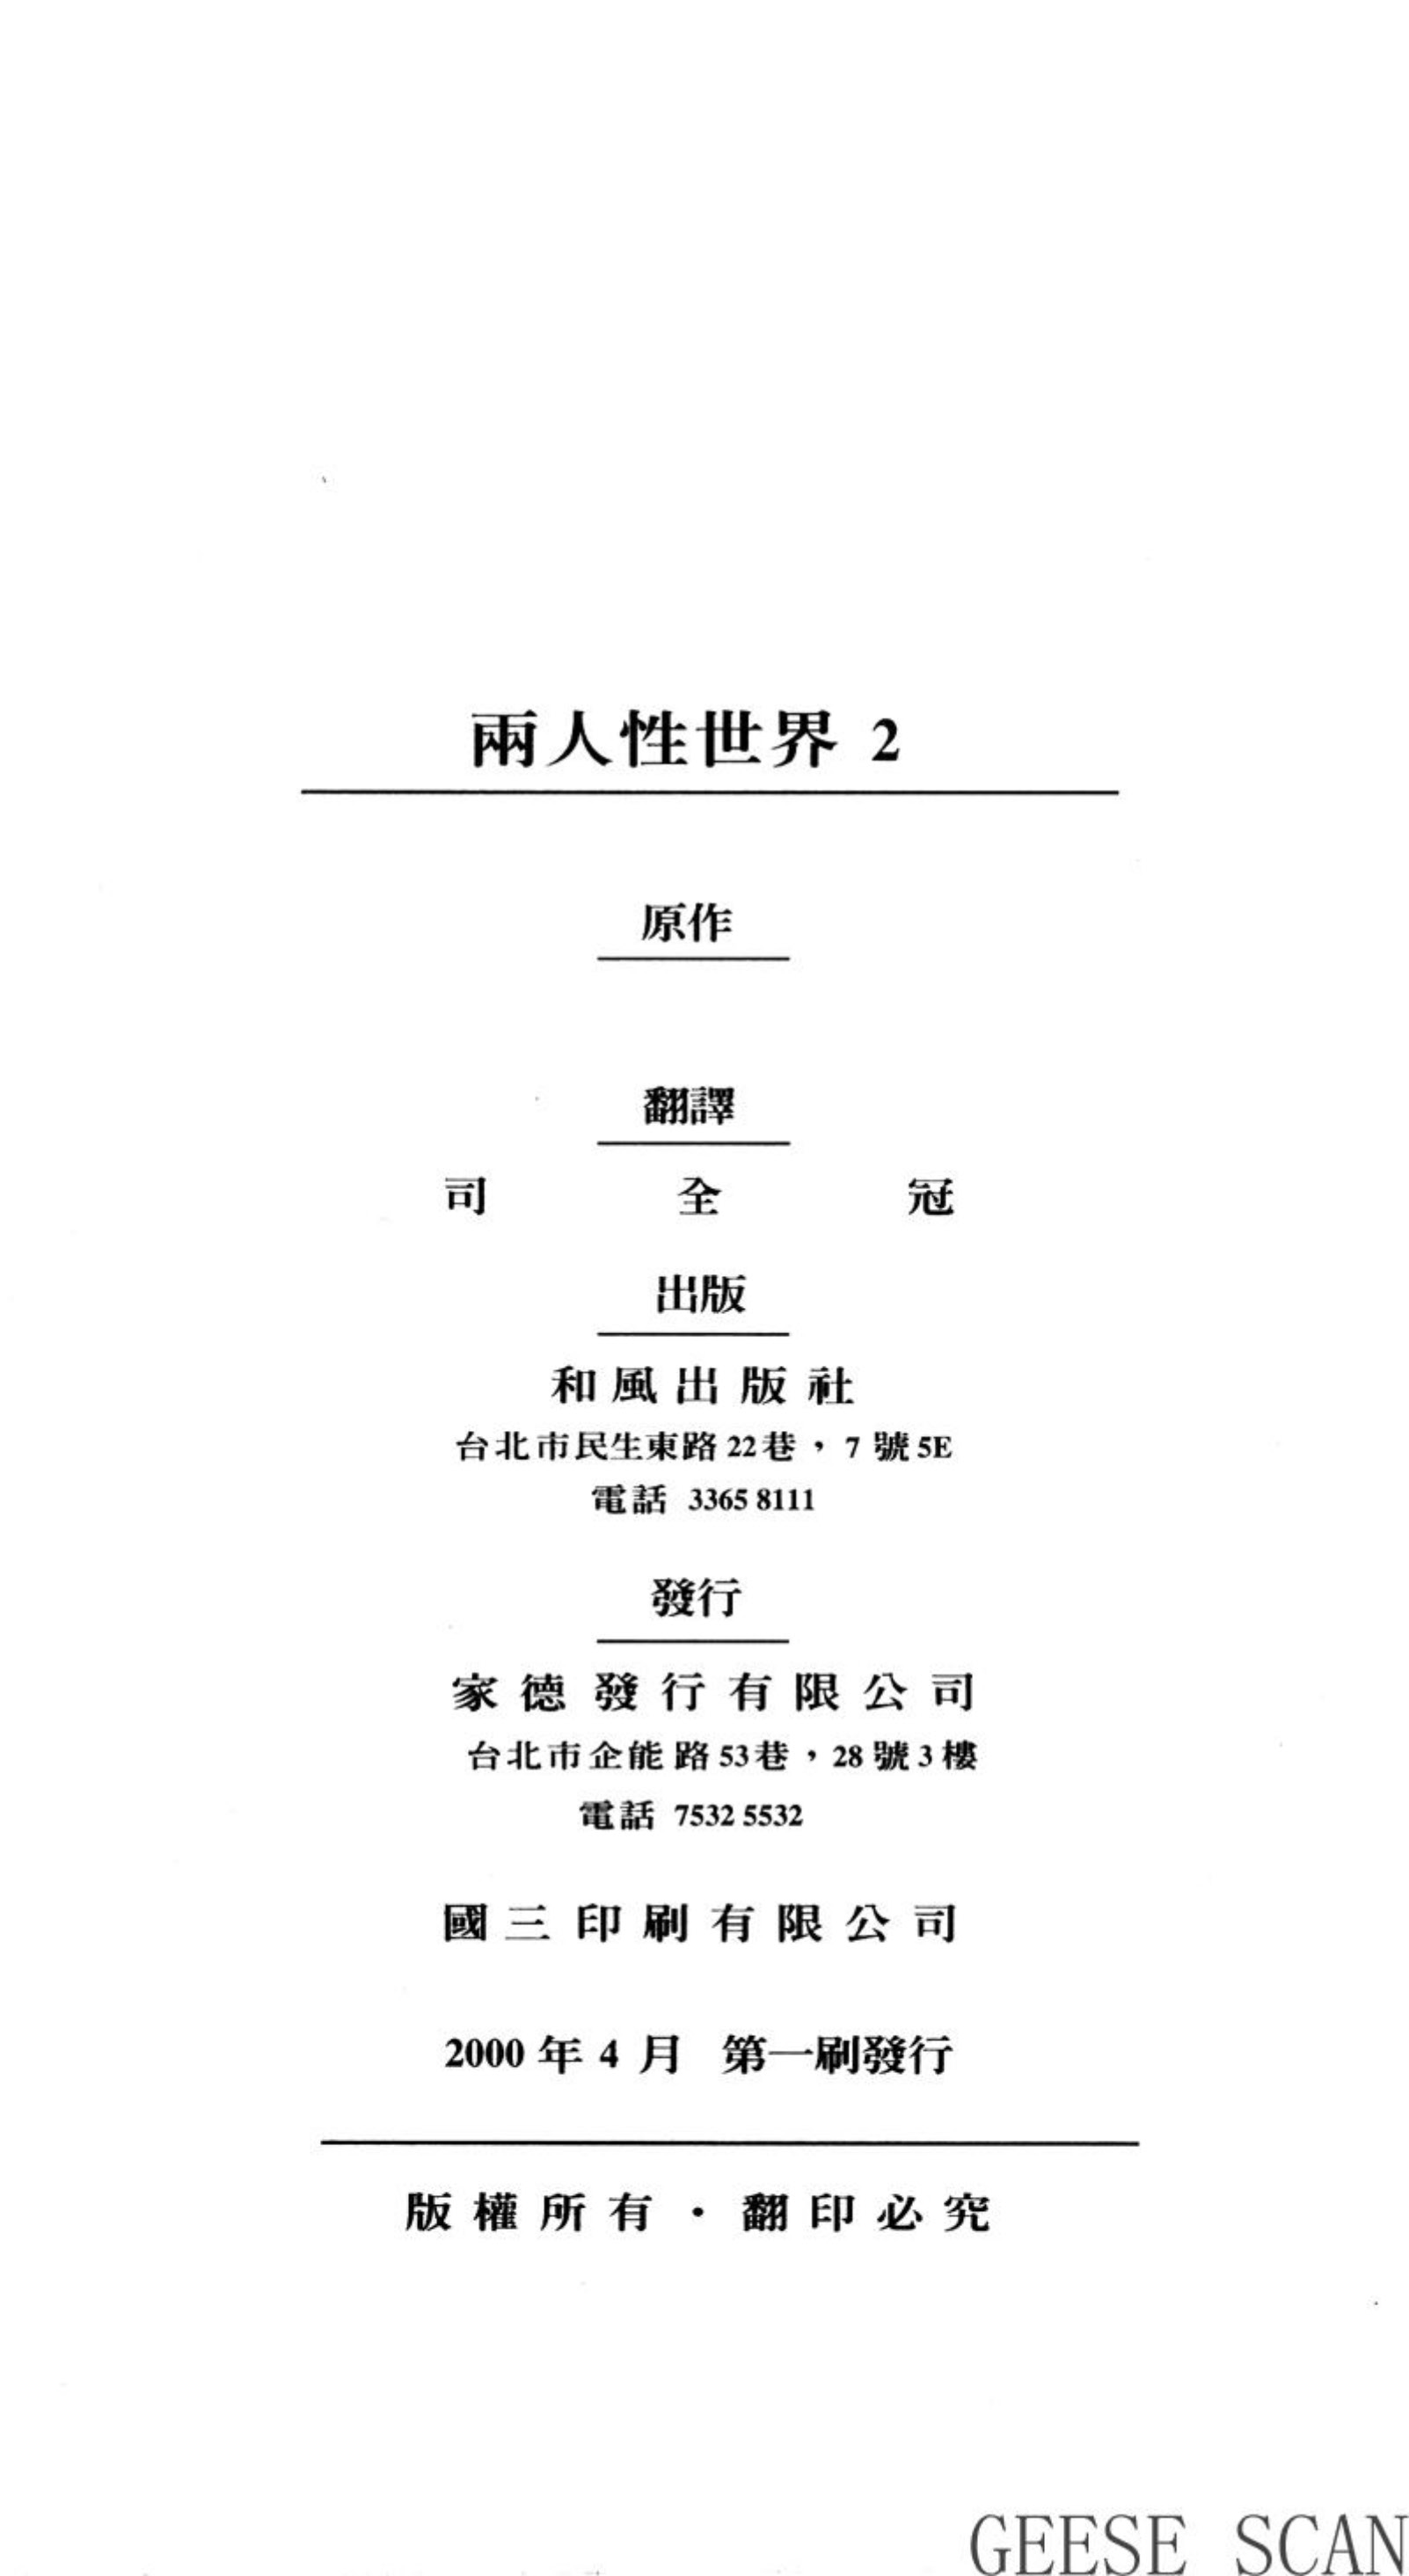 兩人性世界 2
原作
翻譯
司 全 冠
出版
和風出版社
台北市民生東路22巷，7號5E
電話 3365 8111
發行
家德發行有限公司
台北市企能路53巷，28號3樓
電話 7532 5532
國三印刷有限公司
2000年4月 第一刷發行
版權所有・翻印必究
GEESE SCAN